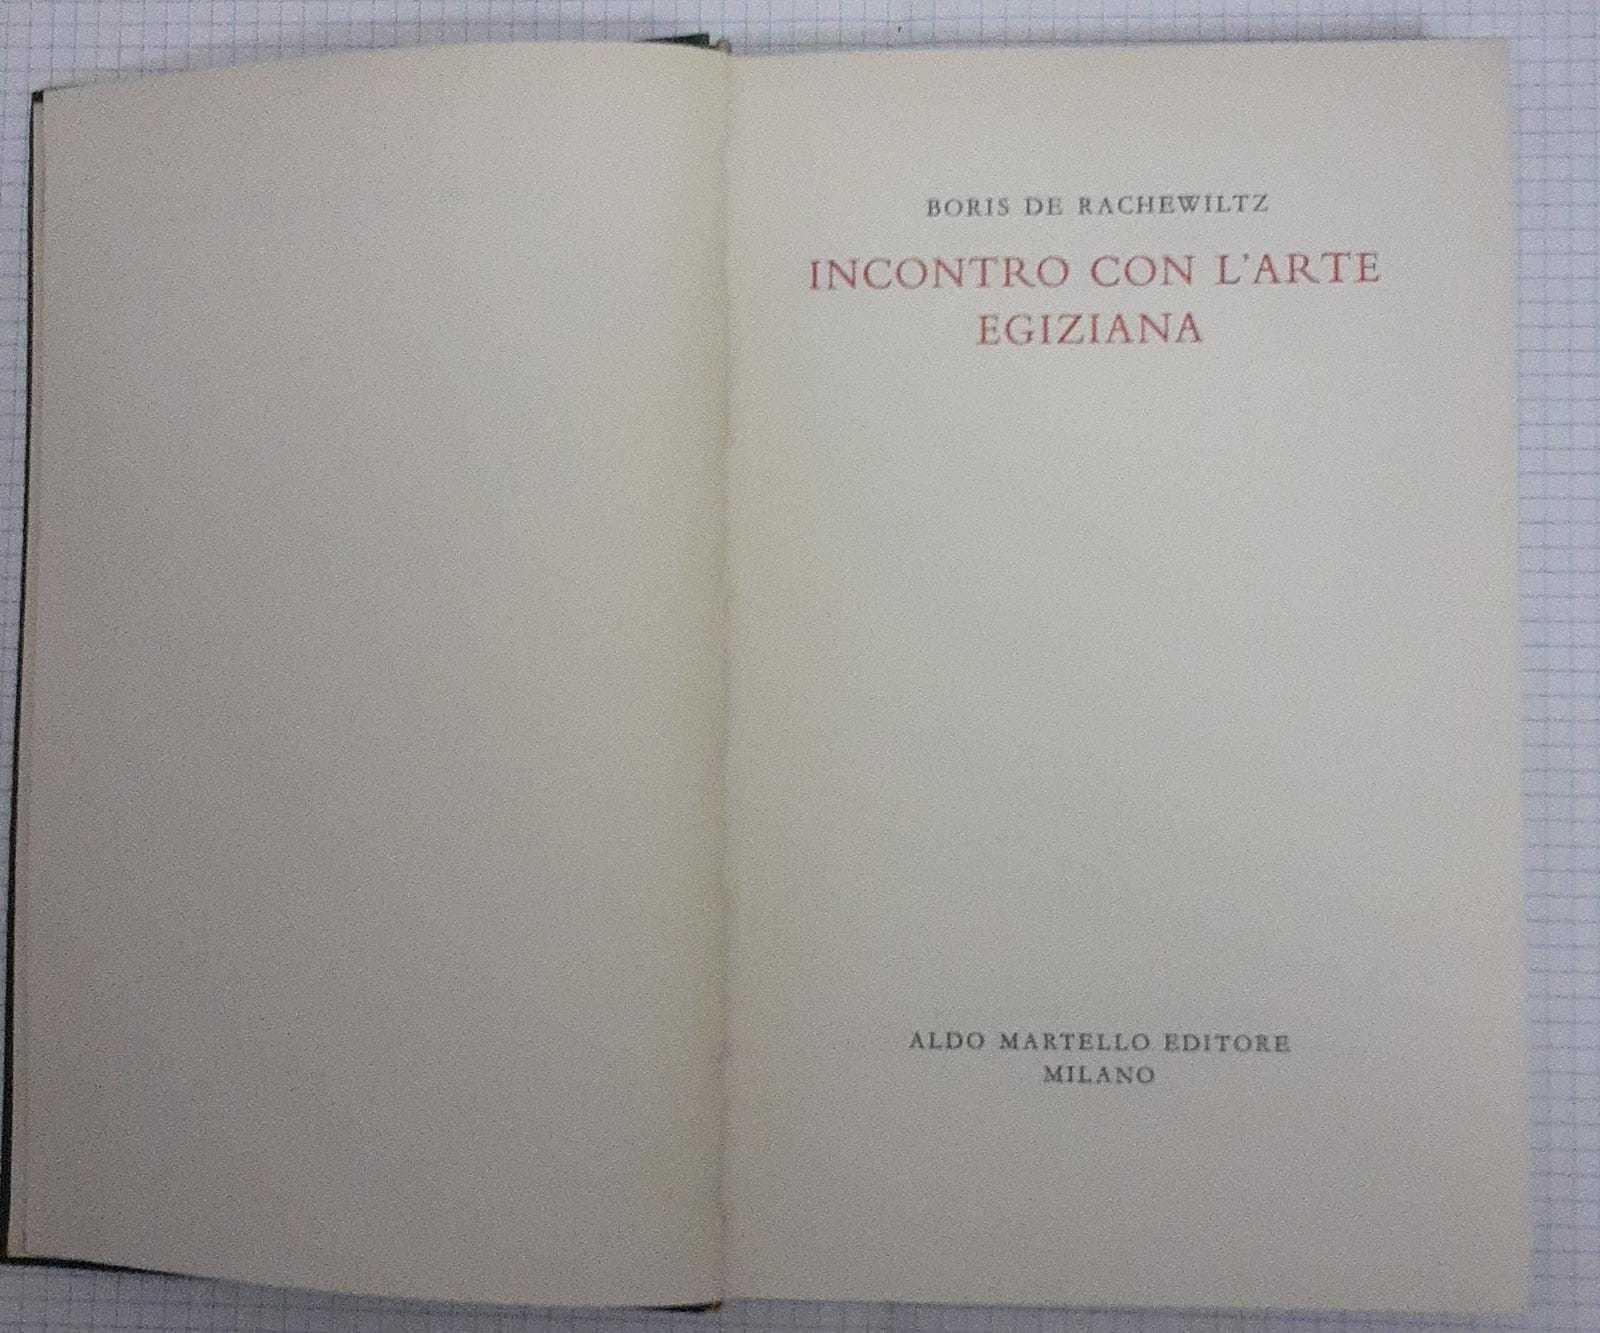 BORIS DE RACHEWILTZ
INCONTRO CON L'ARTE
EGIZIANA
ALDO MARTELLO EDITORE
MILANO